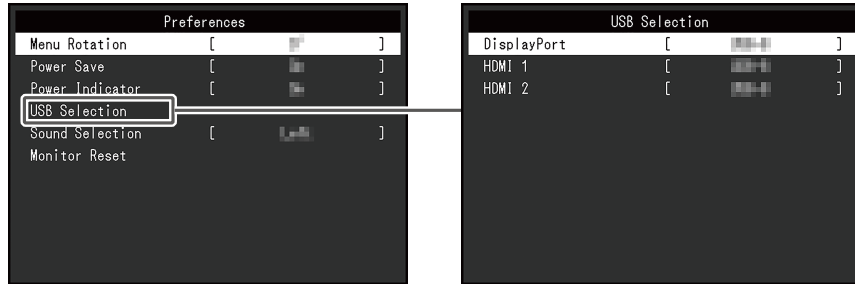 Preferences
Menu Rotation [ ]
Power Save [ ]
Power Indicator [ ]
USB Selection
Sound Selection [ ]
Monitor Reset
USB Selection
DisplayPort [ ]
HDMI 1 [ ]
HDMI 2 [ ]